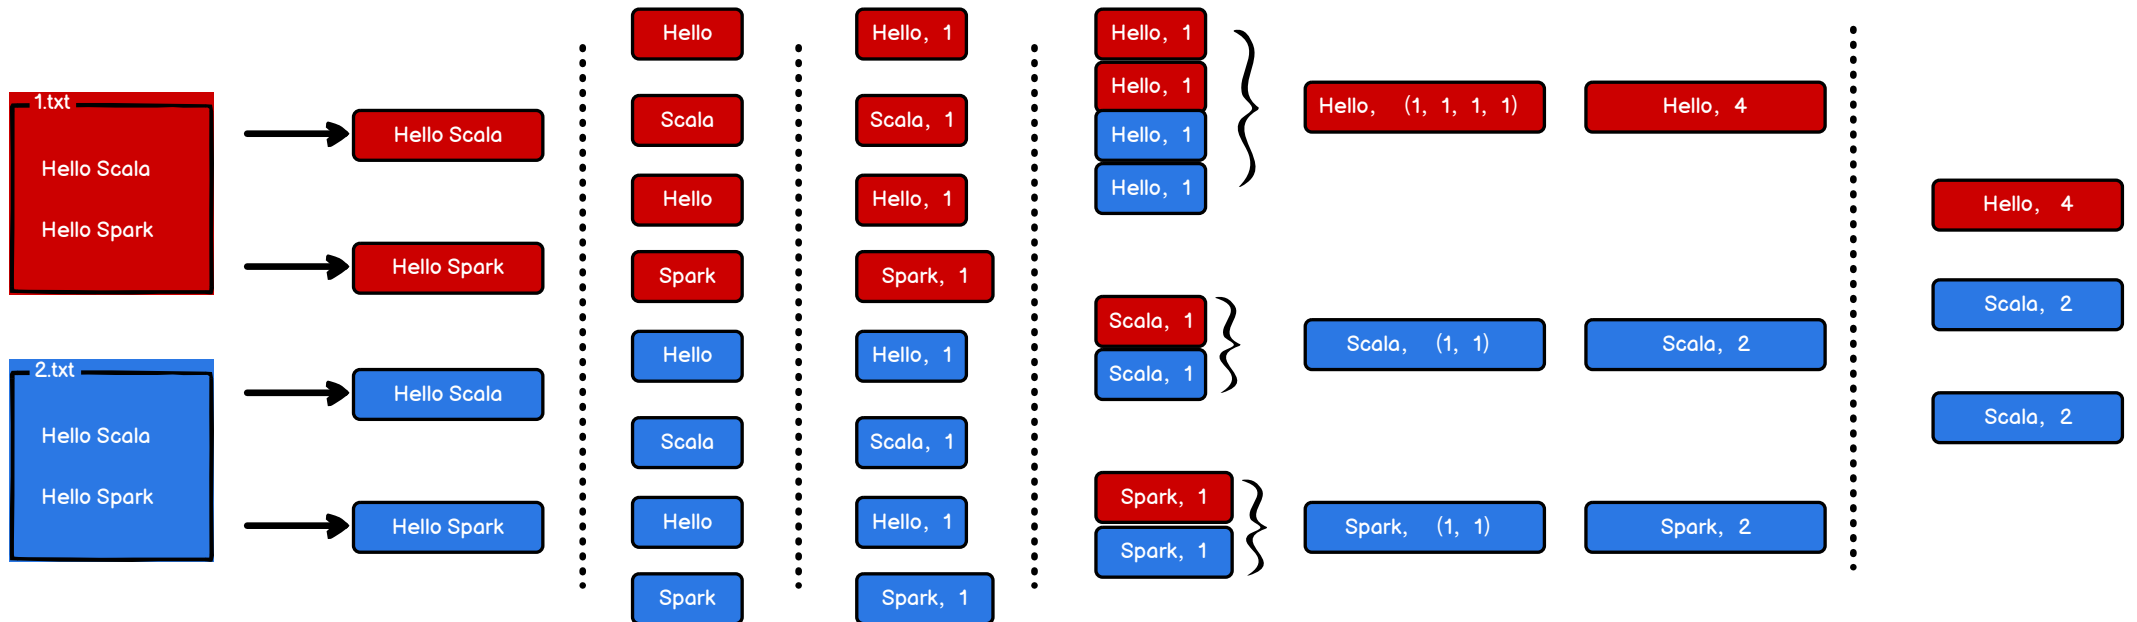 1.txt
Hello Scala
Hello Spark
2.txt
Hello Scala
Hello Spark
Hello Scala
Hello Spark
Hello Scala
Hello Spark
Hello
Scala
Hello
Spark
Hello
Scala
Hello
Spark
Hello, 1
Scala, 1
Hello, 1
Spark, 1
Hello, 1
Scala, 1
Hello, 1
Spark, 1
Hello, 1
Hello, 1
Hello, 1
Hello, 1
Scala, 1
Scala, 1
Spark, 1
Spark, 1
Hello, (1, 1, 1, 1)
Scala, (1, 1)
Spark, (1, 1)
Hello, 4
Scala, 2
Spark, 2
Hello, 4
Scala, 2
Scala, 2